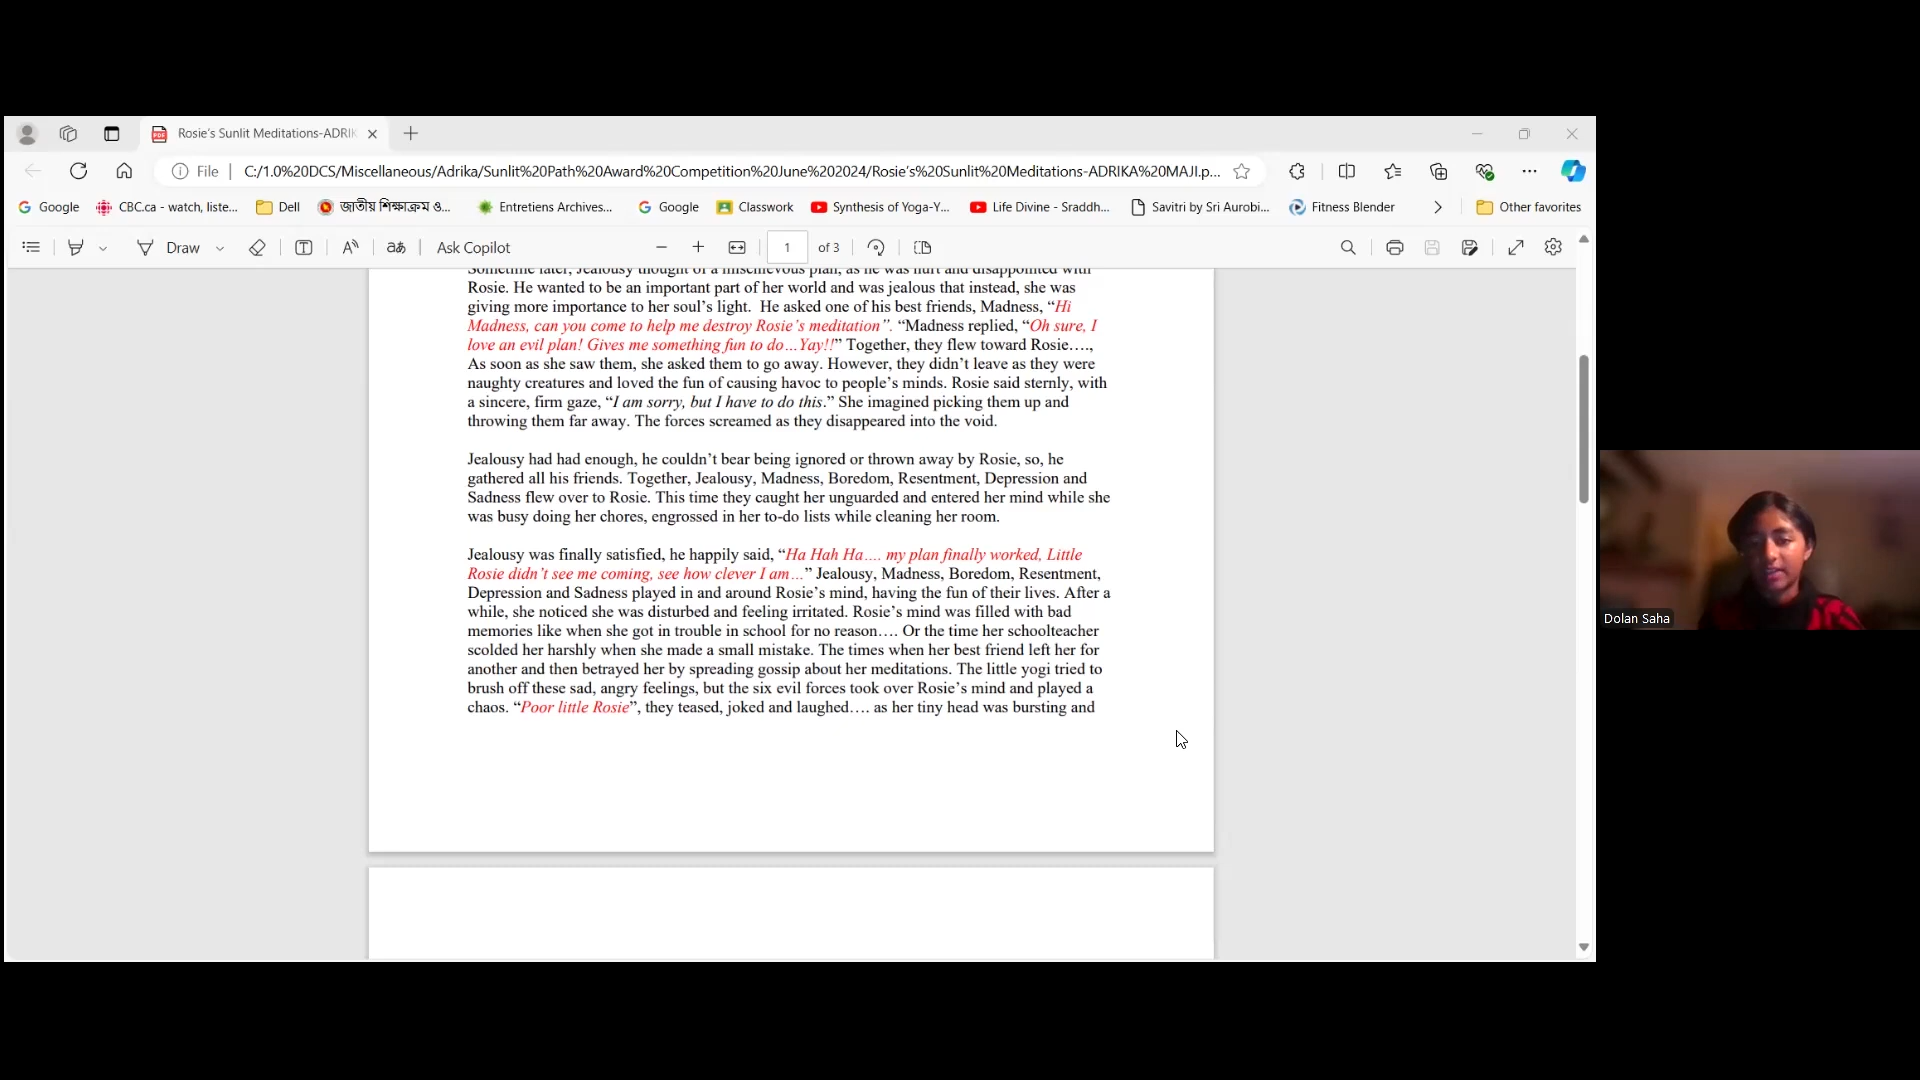 Rosie's Sunlit Meditations-ADRIK
File
C:/1.0%20DCS/Miscellaneous/Adrika/Sunlit%20Path%20Award%20Competition%20June%202024/Rosie's%20Sunlit%20Meditations-ADRIKA%20MAJI.p...
Google CBC.ca - watch, liste... Dell জাতীয় শিক্ষাক্রম ও... Entretiens Archives... Google Classwork Synthesis of Yoga-Y... Life Divine - Sraddh... Savitri by Sri Aurobi... Fitness Blender Other favorites
Draw Ask Copilot 1 of 3
Sometime later, Jealousy thought of a mischievous plan, as he was hurt and disappointed with
Rosie. He wanted to be an important part of her world and was jealous that instead, she was
giving more importance to her soul's light.  He asked one of his best friends, Madness, “Hi
Madness, can you come to help me destroy Rosie's meditation”. “Madness replied, “Oh sure, I
love an evil plan! Gives me something fun to do…Yay!!” Together, they flew toward Rosie….,
As soon as she saw them, she asked them to go away. However, they didn't leave as they were
naughty creatures and loved the fun of causing havoc to people's minds. Rosie said sternly, with
a sincere, firm gaze, “I am sorry, but I have to do this.” She imagined picking them up and
throwing them far away. The forces screamed as they disappeared into the void.
Jealousy had had enough, he couldn't bear being ignored or thrown away by Rosie, so, he
gathered all his friends. Together, Jealousy, Madness, Boredom, Resentment, Depression and
Sadness flew over to Rosie. This time they caught her unguarded and entered her mind while she
was busy doing her chores, engrossed in her to-do lists while cleaning her room.
Jealousy was finally satisfied, he happily said, “Ha Hah Ha…. my plan finally worked, Little
Rosie didn't see me coming, see how clever I am…” Jealousy, Madness, Boredom, Resentment,
Depression and Sadness played in and around Rosie's mind, having the fun of their lives. After a
while, she noticed she was disturbed and feeling irritated. Rosie's mind was filled with bad
memories like when she got in trouble in school for no reason…. Or the time her schoolteacher
scolded her harshly when she made a small mistake. The times when her best friend left her for
another and then betrayed her by spreading gossip about her meditations. The little yogi tried to
brush off these sad, angry feelings, but the six evil forces took over Rosie's mind and played a
chaos. “Poor little Rosie”, they teased, joked and laughed…. as her tiny head was bursting and
Dolan Saha